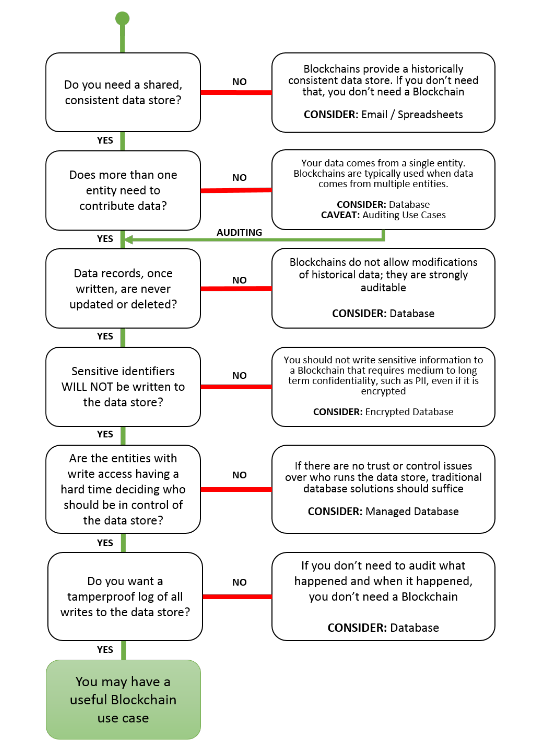 Do you need a shared,
consistent data store?
NO
Blockchains provide a historically
consistent data store. If you don't need
that, you don't need a Blockchain
CONSIDER: Email / Spreadsheets
YES
Does more than one
entity need to
contribute data?
NO
Your data comes from a single entity.
Blockchains are typically used when data
comes from multiple entities.
CONSIDER: Database
CAVEAT: Auditing Use Cases
AUDITING
YES
Data records, once
written, are never
updated or deleted?
NO
Blockchains do not allow modifications
of historical data; they are strongly
auditable
CONSIDER: Database
YES
Sensitive identifiers
WILL NOT be written to
the data store?
NO
You should not write sensitive information to
a Blockchain that requires medium to long
term confidentiality, such as PII, even if it is
encrypted
CONSIDER: Encrypted Database
YES
Are the entities with
write access having a
hard time deciding who
should be in control of
the data store?
NO
If there are no trust or control issues
over who runs the data store, traditional
database solutions should suffice
CONSIDER: Managed Database
YES
Do you want a
tamperproof log of all
writes to the data store?
NO
If you don't need to audit what
happened and when it happened,
you don't need a Blockchain
CONSIDER: Database
YES
You may have a
useful Blockchain
use case